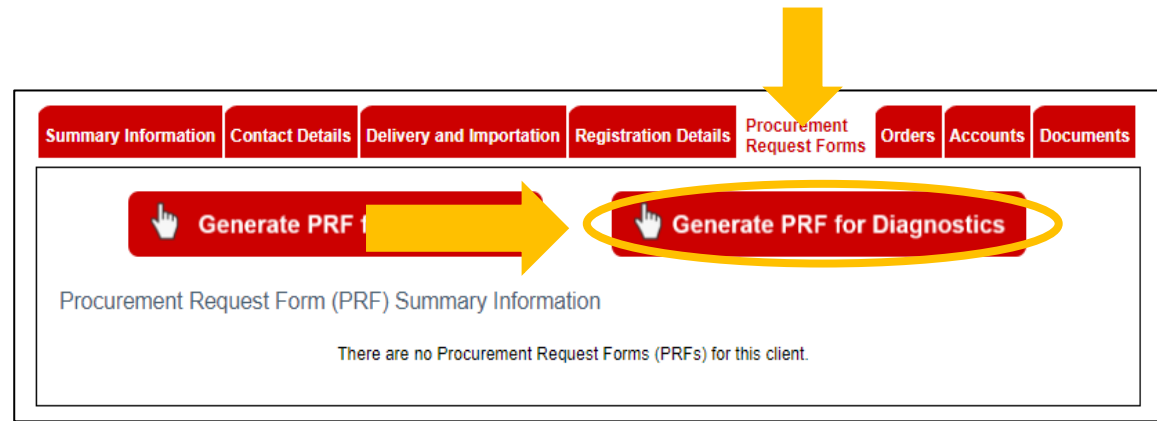 Summary Information
Contact Details
Delivery and Importation
Registration Details
Procurement
Request Forms
Orders
Accounts
Documents
Generate PRF
Generate PRF for Diagnostics
Procurement Request Form (PRF) Summary Information
There are no Procurement Request Forms (PRFs) for this client.